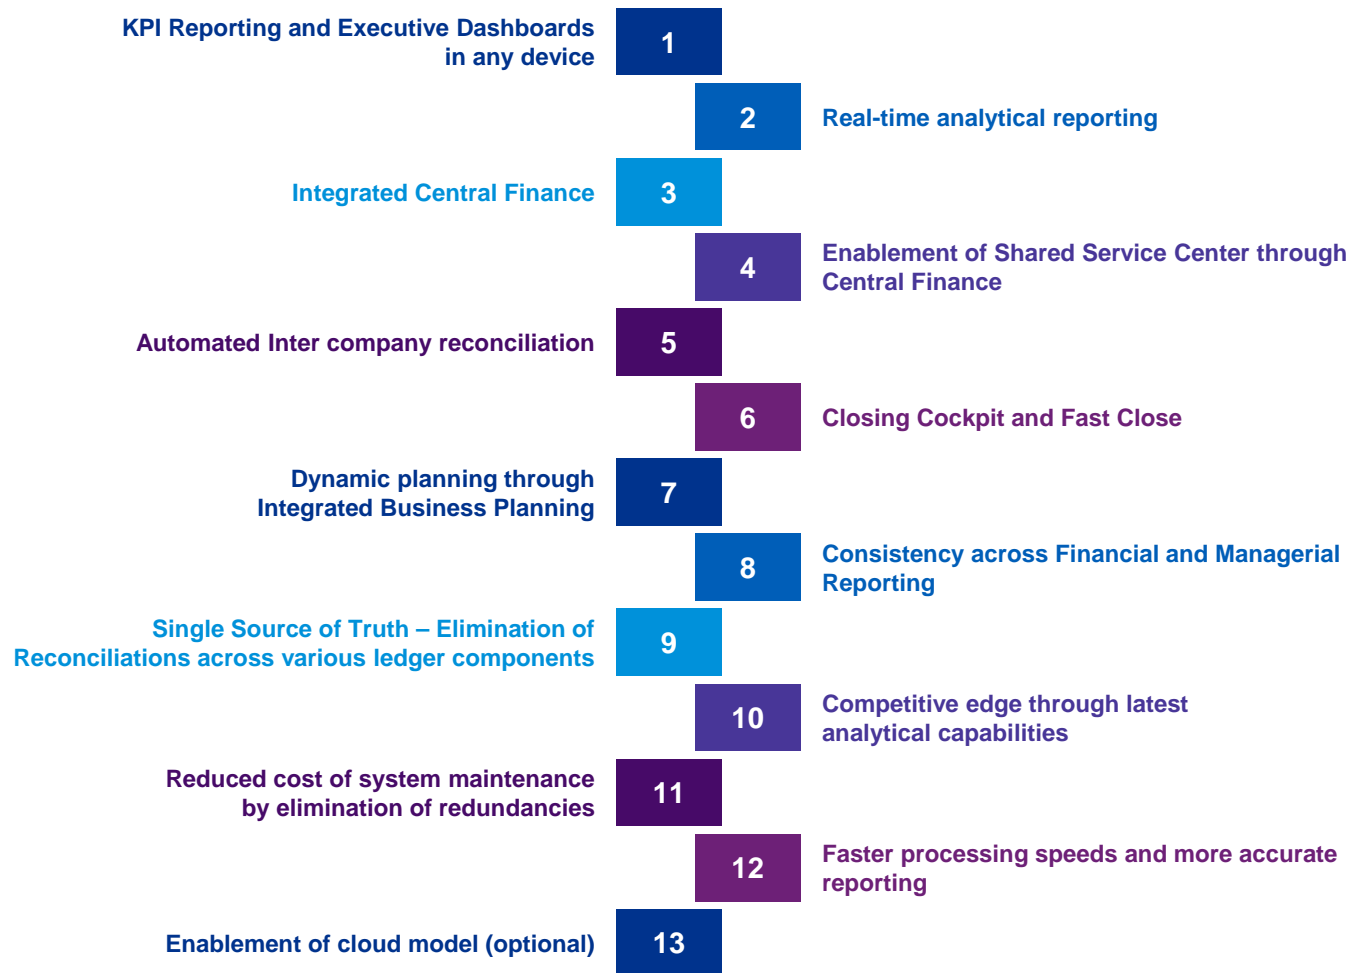 KPI Reporting and Executive Dashboards
in any device
1
2
Real-time analytical reporting
Integrated Central Finance
3
4
Enablement of Shared Service Center through
Central Finance
Automated Inter company reconciliation
5
6
Closing Cockpit and Fast Close
Dynamic planning through
Integrated Business Planning
7
8
Consistency across Financial and Managerial
Reporting
Single Source of Truth – Elimination of
Reconciliations across various ledger components
9
10
Competitive edge through latest
analytical capabilities
Reduced cost of system maintenance
by elimination of redundancies
11
12
Faster processing speeds and more accurate
reporting
Enablement of cloud model (optional)
13